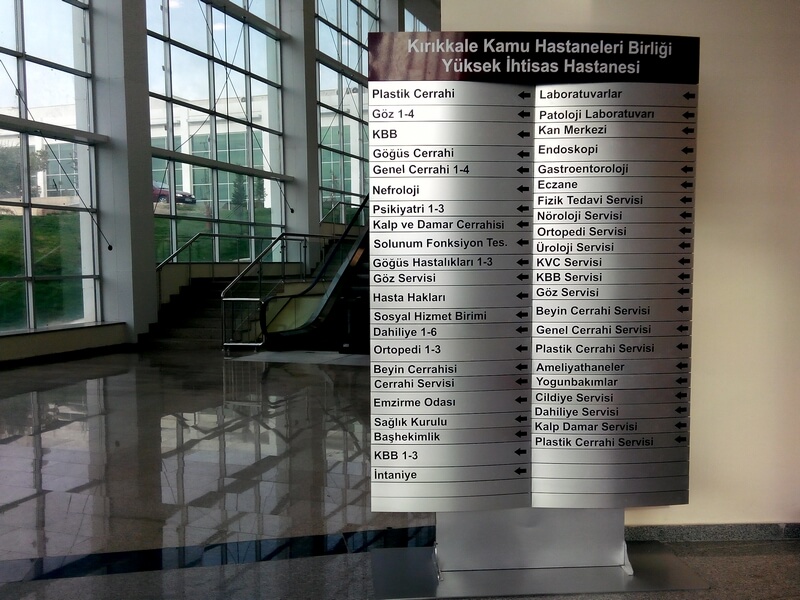 Kırıkkale Kamu Hastaneleri Birliği
Yüksek İhtisas Hastanesi
Plastik Cerrahi
Göz 1-4
KBB
Göğüs Cerrahi
Genel Cerrahi 1-4
Nefroloji
Psikiyatri 1-3
Kalp ve Damar Cerrahisi
Solunum Fonksiyon Tes.
Göğüs Hastalıkları 1-3
Göz Servisi
Hasta Hakları
Sosyal Hizmet Birimi
Dahiliye 1-6
Ortopedi 1-3
Beyin Cerrahisi
Cerrahi Servisi
Emzirme Odası
Sağlık Kurulu
Başhekimlik
KBB 1-3
İntaniye
Laboratuvarlar
Patoloji Laboratuvarı
Kan Merkezi
Endoskopi
Gastroentoroloji
Eczane
Fizik Tedavi Servisi
Nöroloji Servisi
Ortopedi Servisi
Üroloji Servisi
KVC Servisi
KBB Servisi
Göz Servisi
Beyin Cerrahi Servisi
Genel Cerrahi Servisi
Plastik Cerrahi Servisi
Ameliyathaneler
Yogunbakımlar
Cildiye Servisi
Dahiliye Servisi
Kalp Damar Servisi
Plastik Cerrahi Servisi